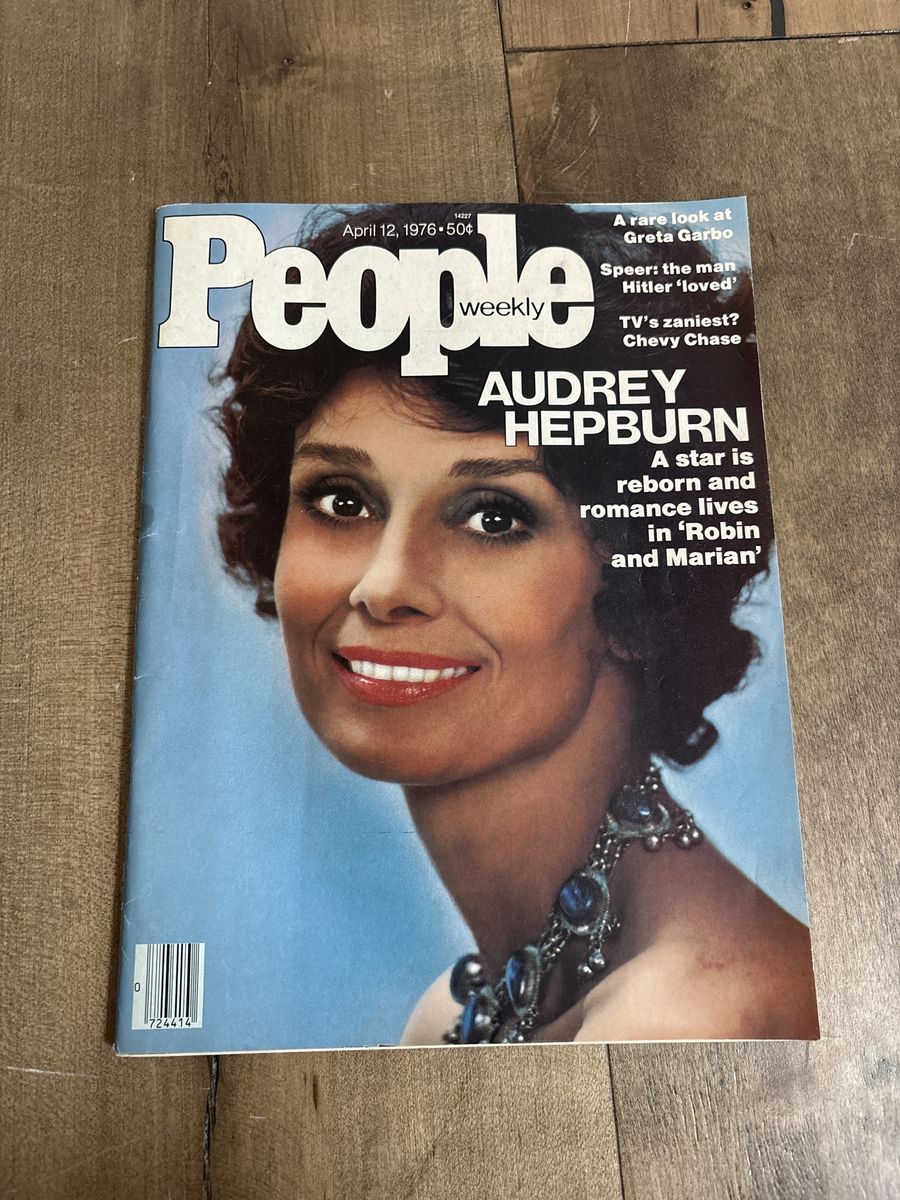 14227
April 12, 1976 • 50¢
People
weekly
A rare look at
Greta Garbo
Speer: the man
Hitler ‘loved’
TV’s zaniest?
Chevy Chase
AUDREY
HEPBURN
A star is
reborn and
romance lives
in ‘Robin
and Marian’
0
724414